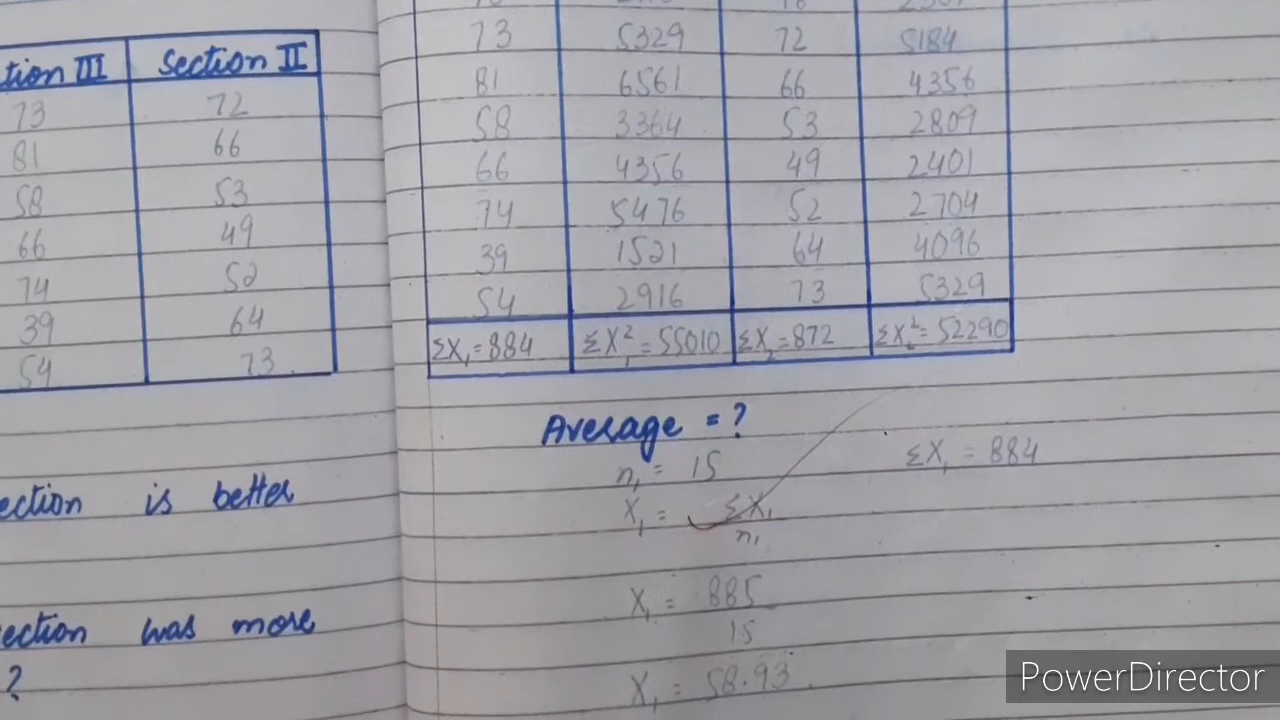 tion III section II
73 72
81 66
58 53
66 49
74 52
39 64
54 73
ection is better
ection was more
?
73 5329 72 5184
81 6561 66 4356
58 3364 53 2809
66 4356 49 2401
74 5476 52 2704
39 1521 64 4096
54 2916 73 5329
ΣX₁=884 ΣX₁²=55010 ΣX₂=872 ΣX₂²=52290
Average = ?
n₁ = 15 ΣX₁ = 884
X₁ = ΣX₁
n₁
X₁ = 885
15
X₁ = 58.93
PowerDirector